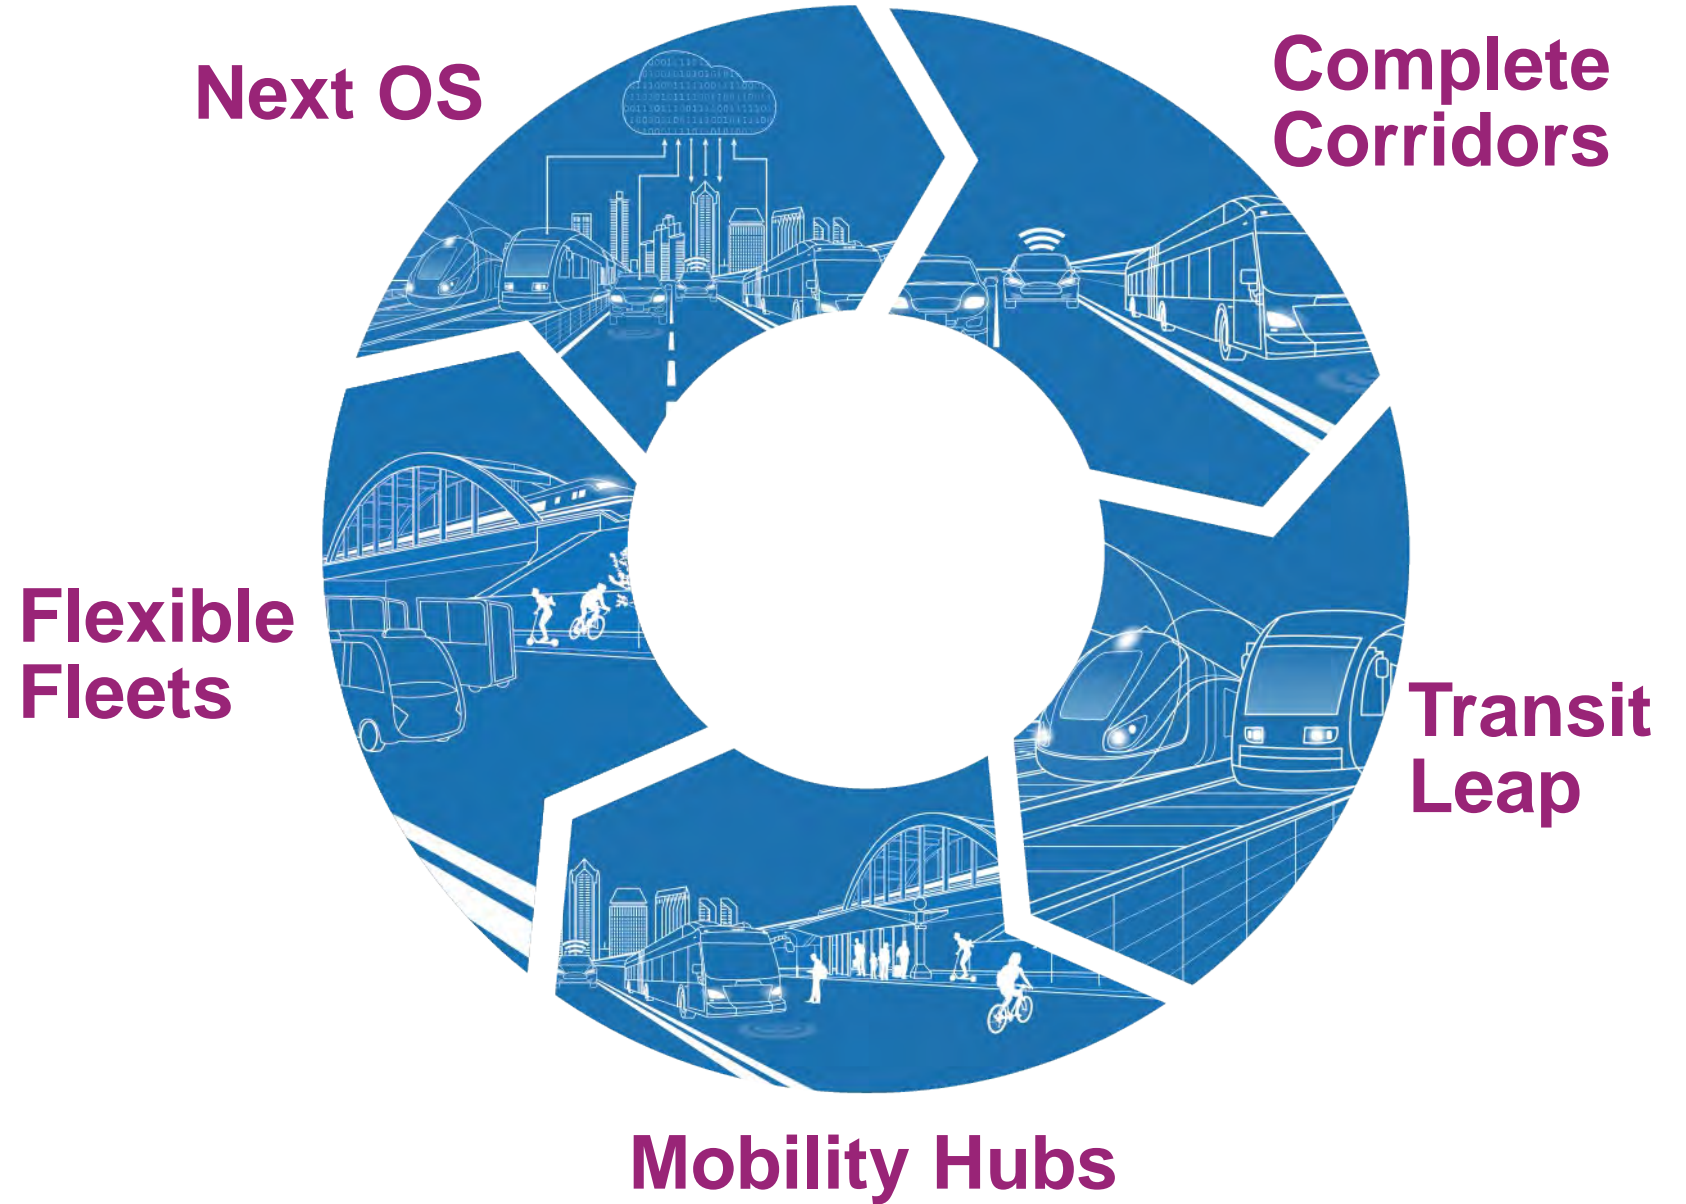 Next OS
Complete
Corridors
Flexible
Fleets
Transit
Leap
Mobility Hubs